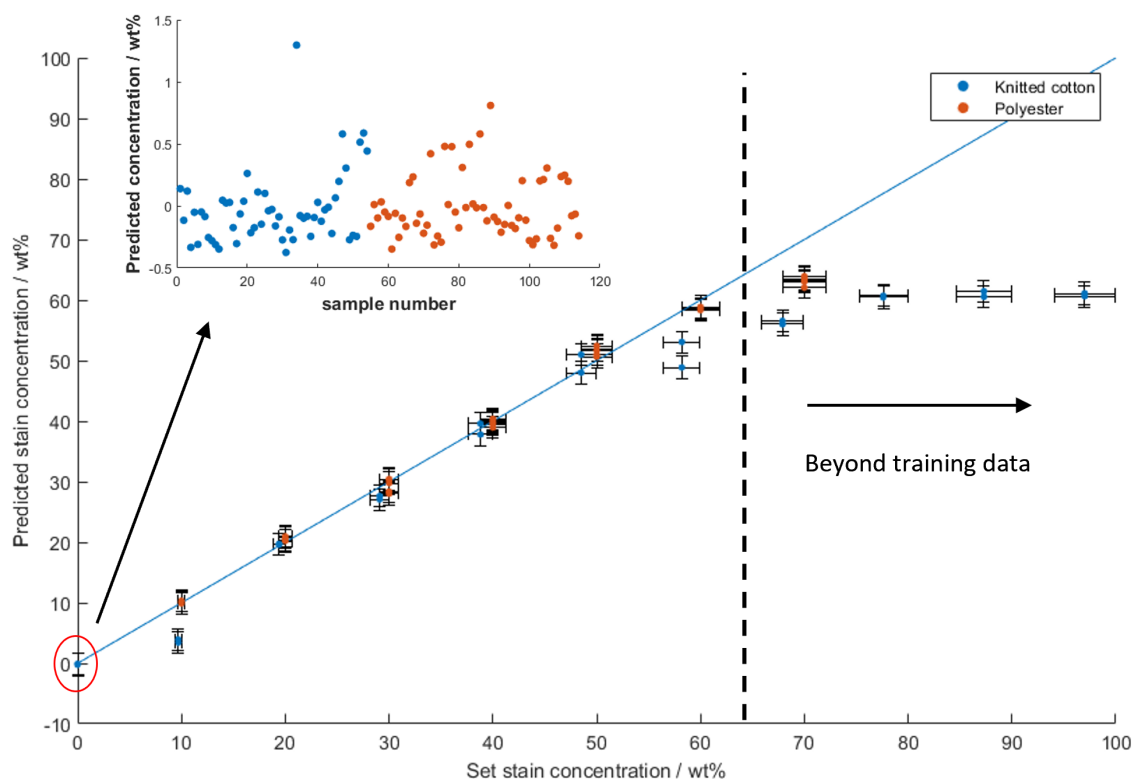 1.5
1
0.5
0
-0.5
Predicted concentration / wt%
0 20 40 60 80 100 120
sample number
Knitted cotton
Polyester
100
90
80
70
60
50
40
30
20
10
0
-10
Predicted stain concentration / wt%
Beyond training data
0 10 20 30 40 50 60 70 80 90 100
Set stain concentration / wt%